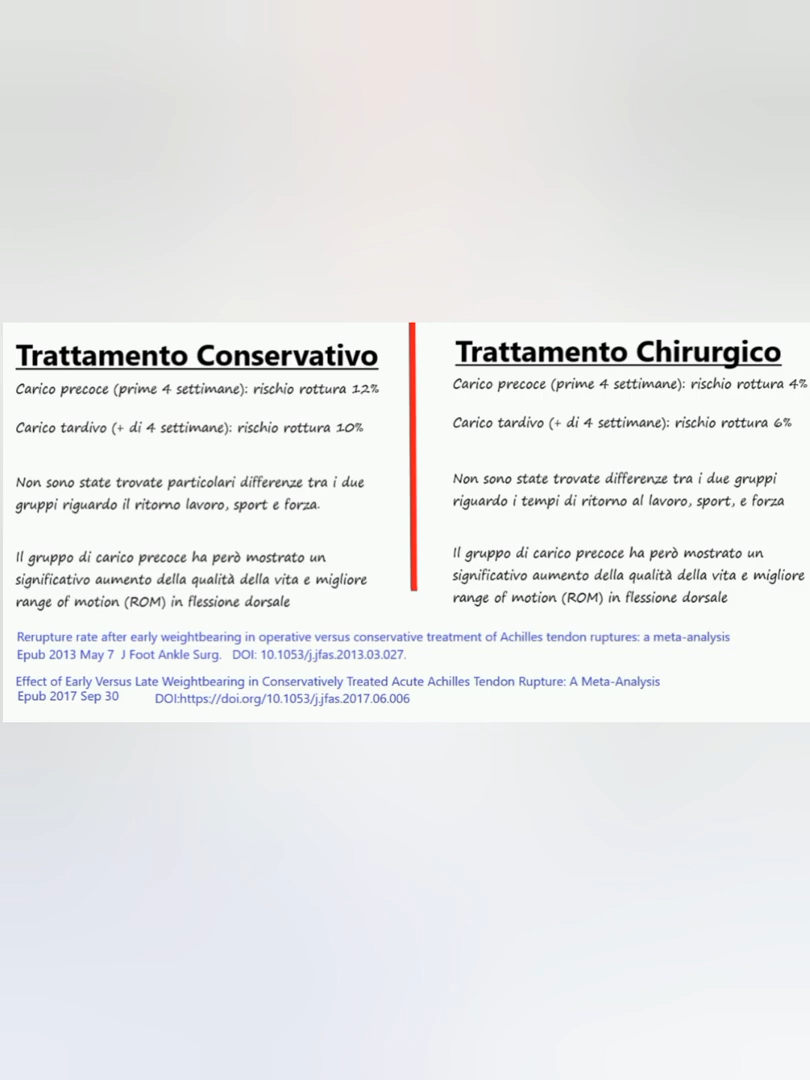 Trattamento Conservativo
Carico precoce (prime 4 settimane): rischio rottura 12%
Carico tardivo (+ di 4 settimane): rischio rottura 10%
Non sono state trovate particolari differenze tra i due
gruppi riguardo il ritorno lavoro, sport e forza.
Il gruppo di carico precoce ha però mostrato un
significativo aumento della qualità della vita e migliore
range of motion (ROM) in flessione dorsale
Trattamento Chirurgico
Carico precoce (prime 4 settimane): rischio rottura 4%
Carico tardivo (+ di 4 settimane): rischio rottura 6%
Non sono state trovate differenze tra i due gruppi
riguardo i tempi di ritorno al lavoro, sport, e forza
Il gruppo di carico precoce ha però mostrato un
significativo aumento della qualità della vita e migliore
range of motion (ROM) in flessione dorsale
Rerupture rate after early weightbearing in operative versus conservative treatment of Achilles tendon ruptures: a meta-analysis
Epub 2013 May 7 J Foot Ankle Surg. DOI: 10.1053/j.jfas.2013.03.027.
Effect of Early Versus Late Weightbearing in Conservatively Treated Acute Achilles Tendon Rupture: A Meta-Analysis
Epub 2017 Sep 30 DOI:https://doi.org/10.1053/j.jfas.2017.06.006